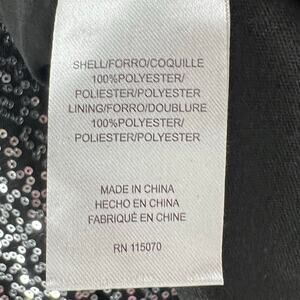 SHELL/FORRO/COQUILLE
100%POLYESTER/
POLIESTER/POLYESTER
LINING/FORRO/DOUBLURE
100%POLYESTER/
POLIESTER/POLYESTER
MADE IN CHINA
HECHO EN CHINA
FABRIQUÉ EN CHINE
RN 115070